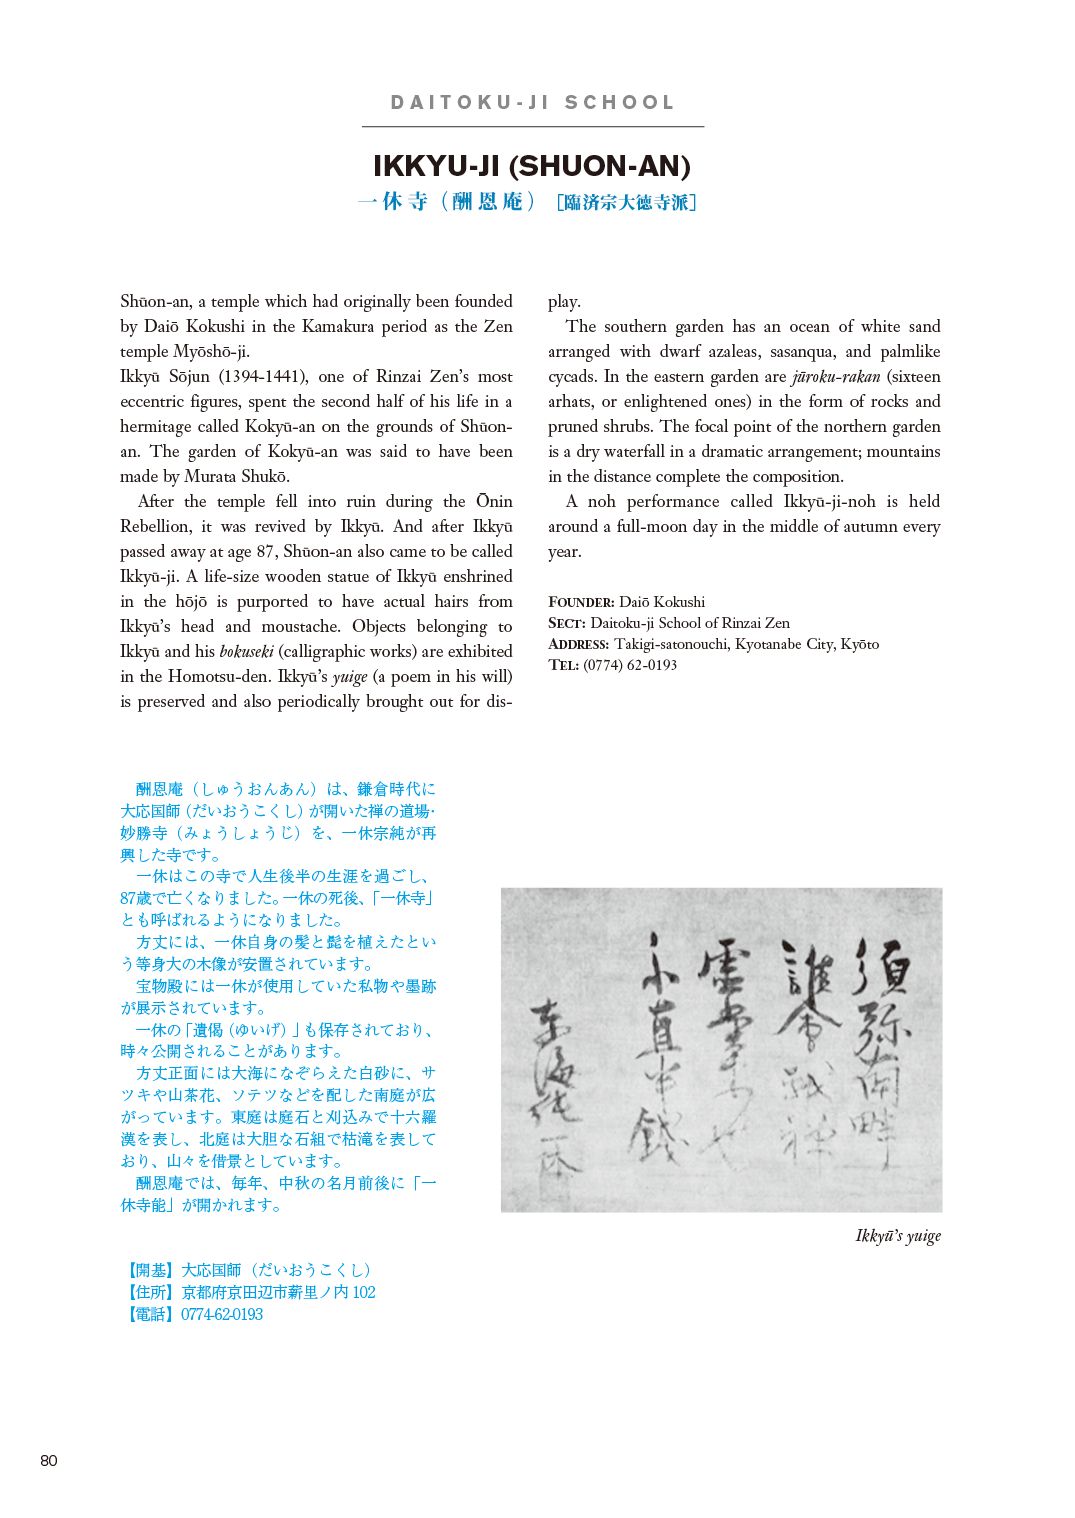 DAITOKU-JI SCHOOL
IKKYU-JI (SHUON-AN)
一休寺（酬恩庵）［臨済宗大徳寺派］
Shūon-an, a temple which had originally been founded
by Daiō Kokushi in the Kamakura period as the Zen
temple Myōshō-ji.
Ikkyū Sōjun (1394-1441), one of Rinzai Zen's most
eccentric figures, spent the second half of his life in a
hermitage called Kokyū-an on the grounds of Shūon-
an. The garden of Kokyū-an was said to have been
made by Murata Shukō.
After the temple fell into ruin during the Ōnin
Rebellion, it was revived by Ikkyū. And after Ikkyū
passed away at age 87, Shūon-an also came to be called
Ikkyū-ji. A life-size wooden statue of Ikkyū enshrined
in the hōjō is purported to have actual hairs from
Ikkyū's head and moustache. Objects belonging to
Ikkyū and his bokuseki (calligraphic works) are exhibited
in the Homotsu-den. Ikkyū's yuige (a poem in his will)
is preserved and also periodically brought out for dis-
play.
The southern garden has an ocean of white sand
arranged with dwarf azaleas, sasanqua, and palmlike
cycads. In the eastern garden are jūroku-rakan (sixteen
arhats, or enlightened ones) in the form of rocks and
pruned shrubs. The focal point of the northern garden
is a dry waterfall in a dramatic arrangement; mountains
in the distance complete the composition.
A noh performance called Ikkyū-ji-noh is held
around a full-moon day in the middle of autumn every
year.
FOUNDER: Daiō Kokushi
SECT: Daitoku-ji School of Rinzai Zen
ADDRESS: Takigi-satonouchi, Kyotanabe City, Kyōto
TEL: (0774) 62-0193
酬恩庵（しゅうおんあん）は、鎌倉時代に
大応国師（だいおうこくし）が開いた禅の道場・
妙勝寺（みょうしょうじ）を、一休宗純が再
興した寺です。
一休はこの寺で人生後半の生涯を過ごし、
87歳で亡くなりました。一休の死後、「一休寺」
とも呼ばれるようになりました。
方丈には、一休自身の髪と髭を植えたとい
う等身大の木像が安置されています。
宝物殿には一休が使用していた私物や墨跡
が展示されています。
一休の「遺偈（ゆいげ）」も保存されており、
時々公開されることがあります。
方丈正面には大海になぞらえた白砂に、サ
ツキや山茶花、ソテツなどを配した南庭が広
がっています。東庭は庭石と刈込みで十六羅
漢を表し、北庭は大胆な石組で枯滝を表して
おり、山々を借景としています。
酬恩庵では、毎年、中秋の名月前後に「一
休寺能」が開かれます。
【開基】大応国師（だいおうこくし）
【住所】京都府京田辺市薪里ノ内 102
【電話】0774-62-0193
須弥南畔
誰会我禅
虚堂来也
不直半銭
東海純一休
Ikkyū's yuige
80